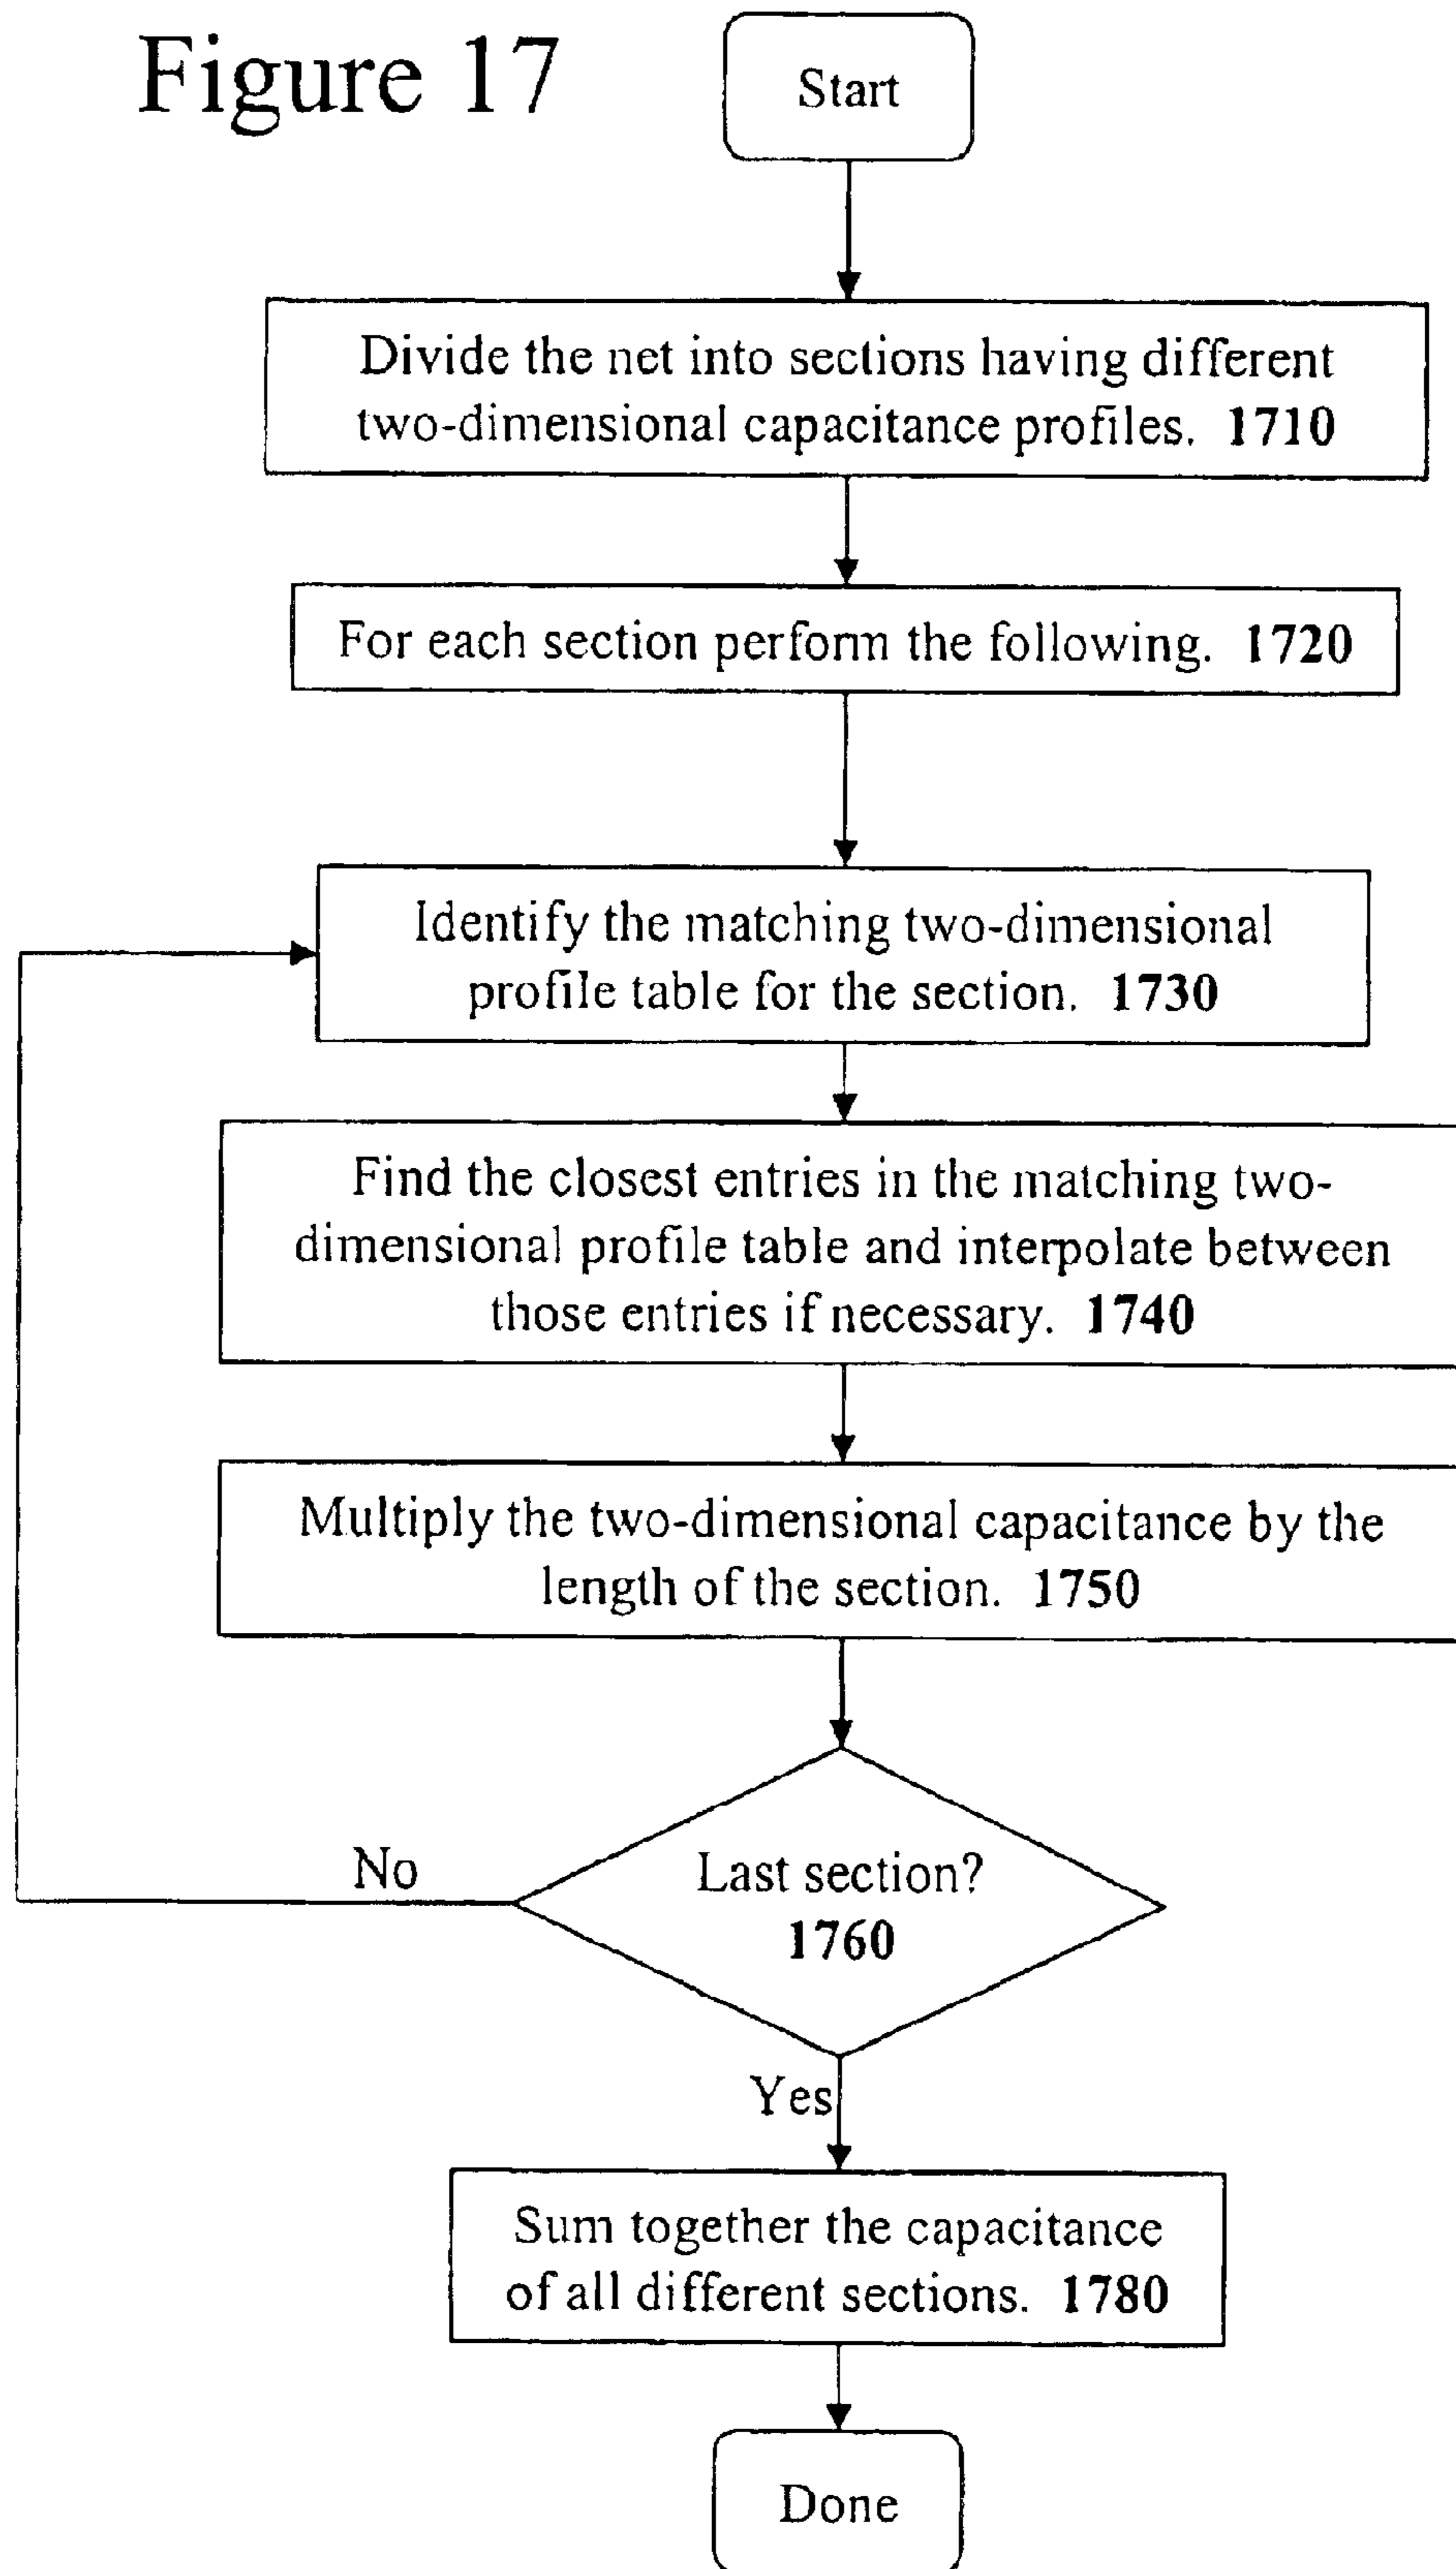 Figure 17
Start
Divide the net into sections having different
two-dimensional capacitance profiles. 1710
For each section perform the following. 1720
Identify the matching two-dimensional
profile table for the section. 1730
Find the closest entries in the matching two-
dimensional profile table and interpolate between
those entries if necessary. 1740
Multiply the two-dimensional capacitance by the
length of the section. 1750
No
Last section?
1760
Yes
Sum together the capacitance
of all different sections. 1780
Done